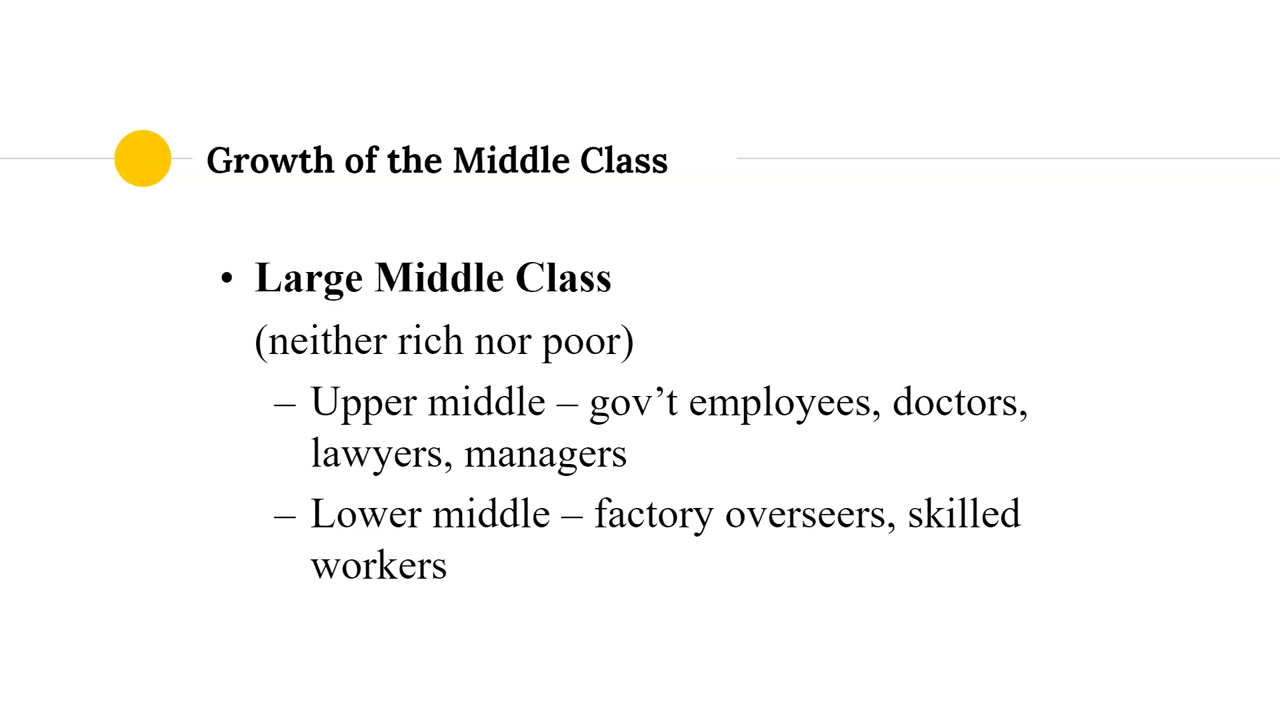 Growth of the Middle Class
• Large Middle Class
(neither rich nor poor)
– Upper middle – gov’t employees, doctors,
lawyers, managers
– Lower middle – factory overseers, skilled
workers